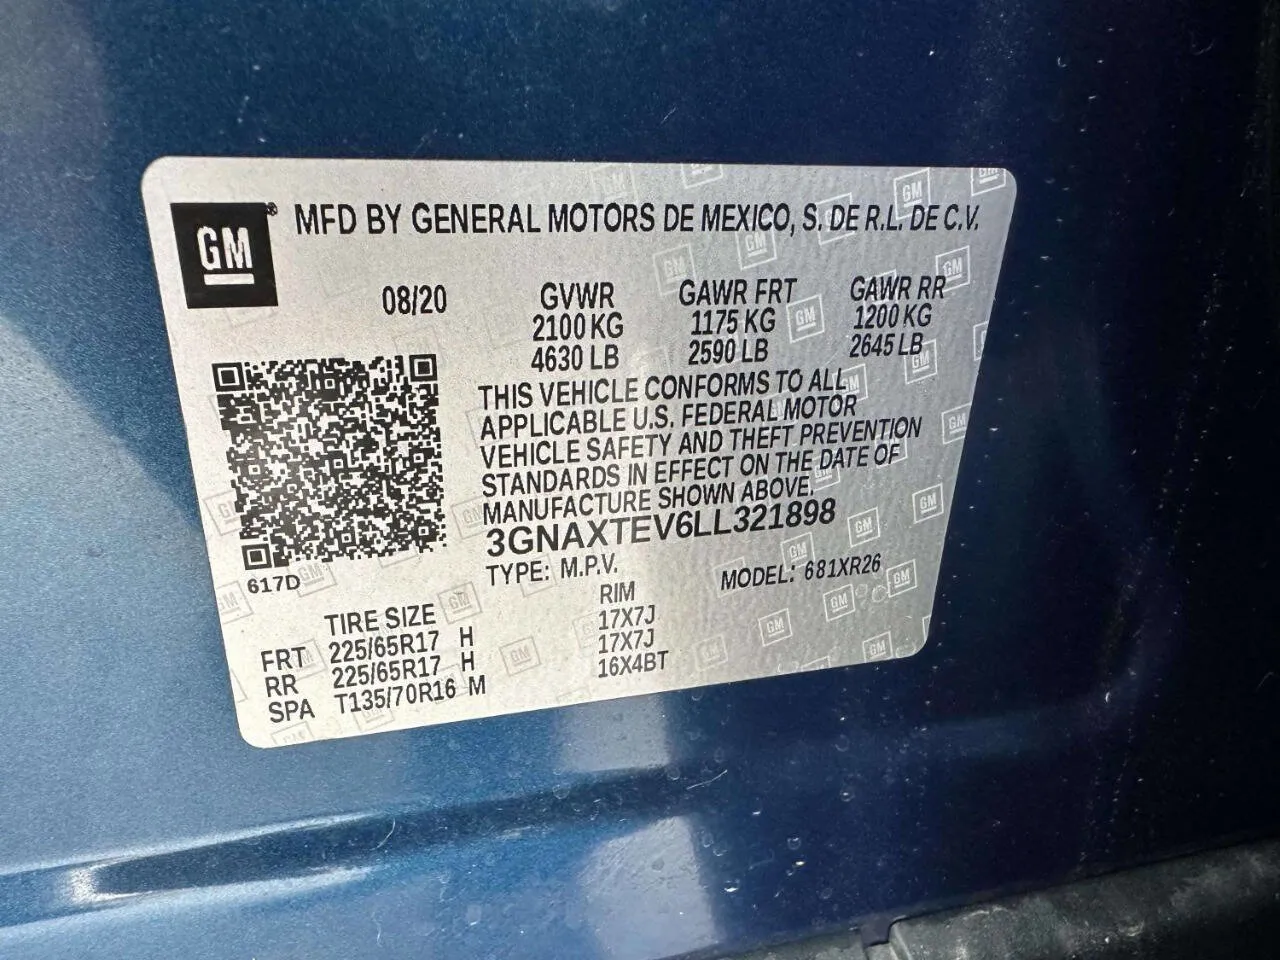 GM® MFD BY GENERAL MOTORS DE MEXICO, S. DE R.L. DE C.V.
08/20 GVWR GAWR FRT GAWR RR
2100 KG 1175 KG 1200 KG
4630 LB 2590 LB 2645 LB
THIS VEHICLE CONFORMS TO ALL
APPLICABLE U.S. FEDERAL MOTOR
VEHICLE SAFETY AND THEFT PREVENTION
STANDARDS IN EFFECT ON THE DATE OF
MANUFACTURE SHOWN ABOVE.
3GNAXTEV6LL321898
617D TYPE: M.P.V. MODEL: 681XR26
TIRE SIZE RIM
FRT 225/65R17 H 17X7J
RR 225/65R17 H 17X7J
SPA T135/70R16 M 16X4BT